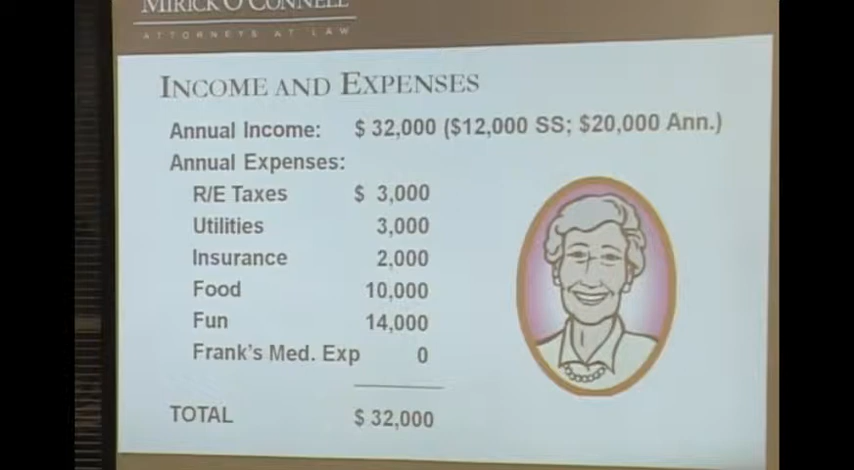 MIRICK O'CONNELL
ATTORNEYS AT LAW
INCOME AND EXPENSES
Annual Income: $ 32,000 ($12,000 SS; $20,000 Ann.)
Annual Expenses:
R/E Taxes $ 3,000
Utilities 3,000
Insurance 2,000
Food 10,000
Fun 14,000
Frank's Med. Exp 0
TOTAL $ 32,000